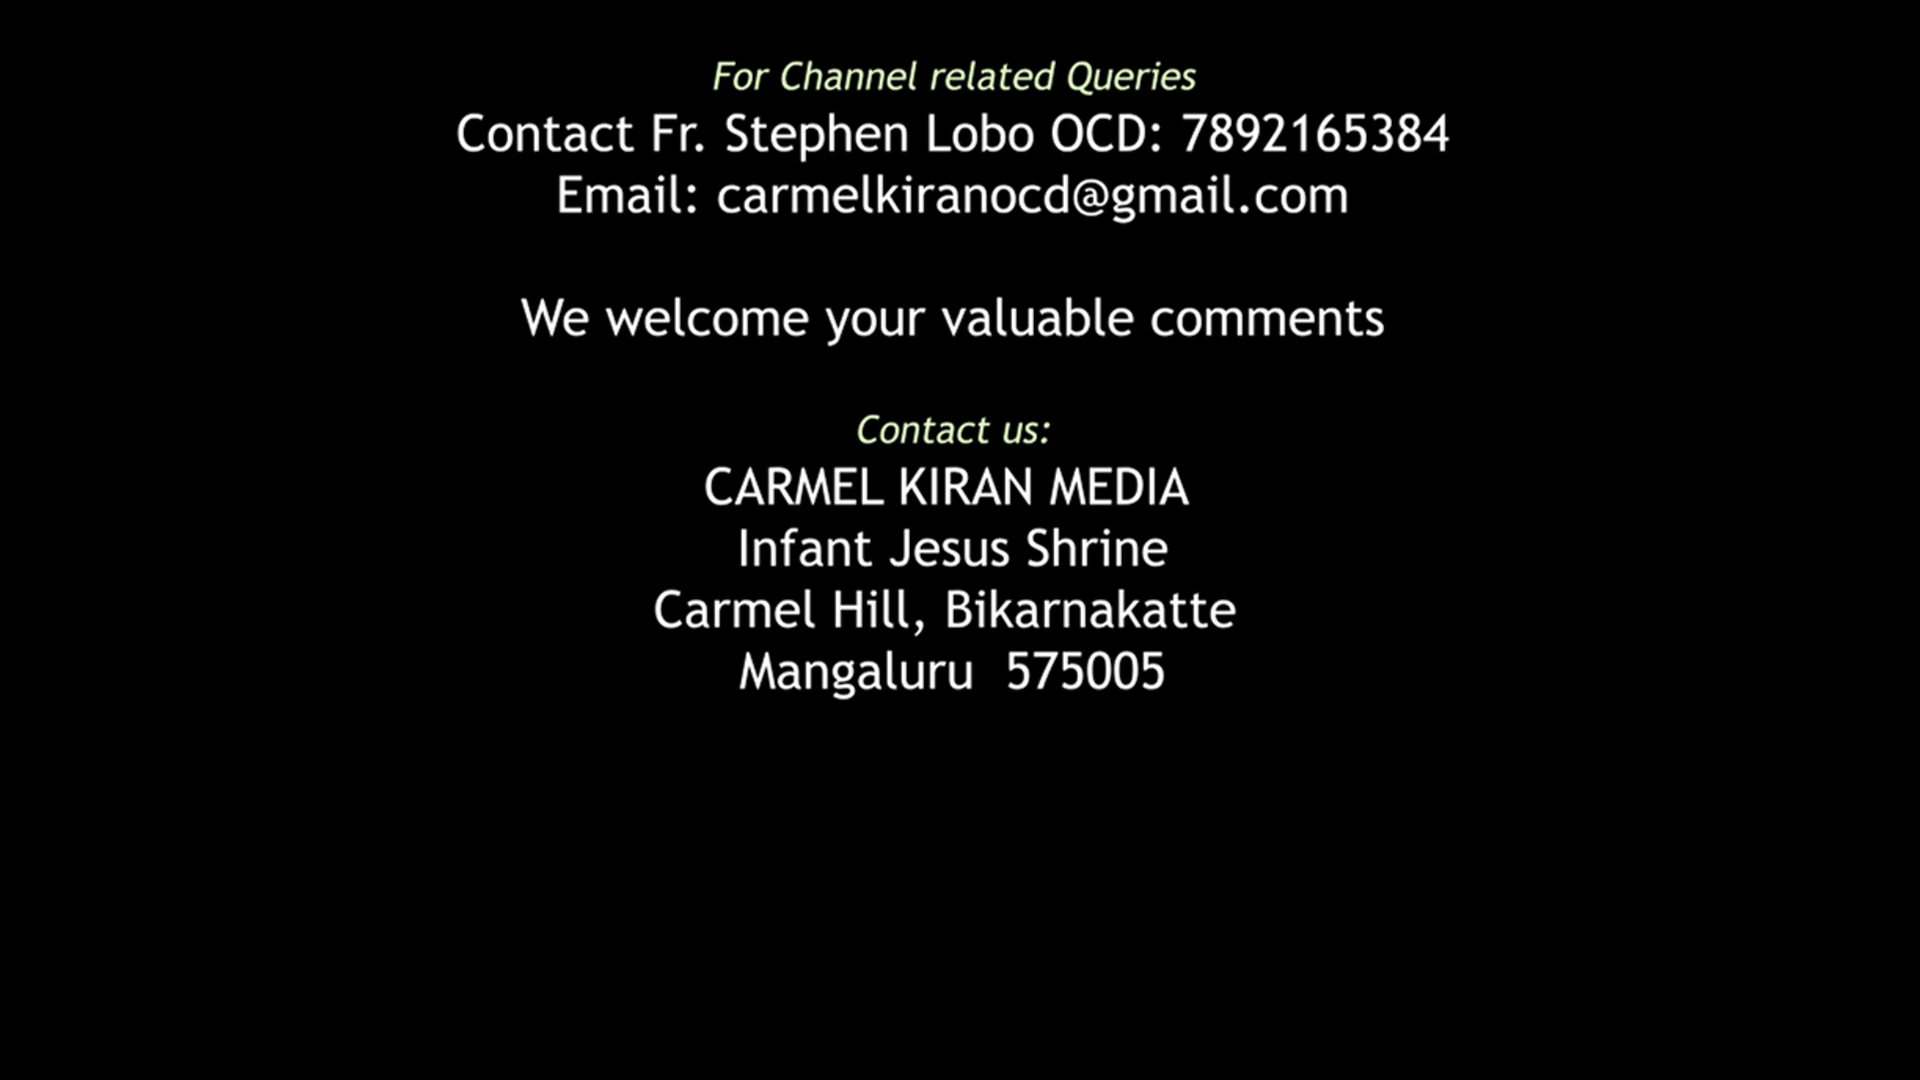 For Channel related Queries
Contact Fr. Stephen Lobo OCD: 7892165384
Email: carmelkiranocd@gmail.com
We welcome your valuable comments
Contact us:
CARMEL KIRAN MEDIA
Infant Jesus Shrine
Carmel Hill, Bikarnakatte
Mangaluru  575005